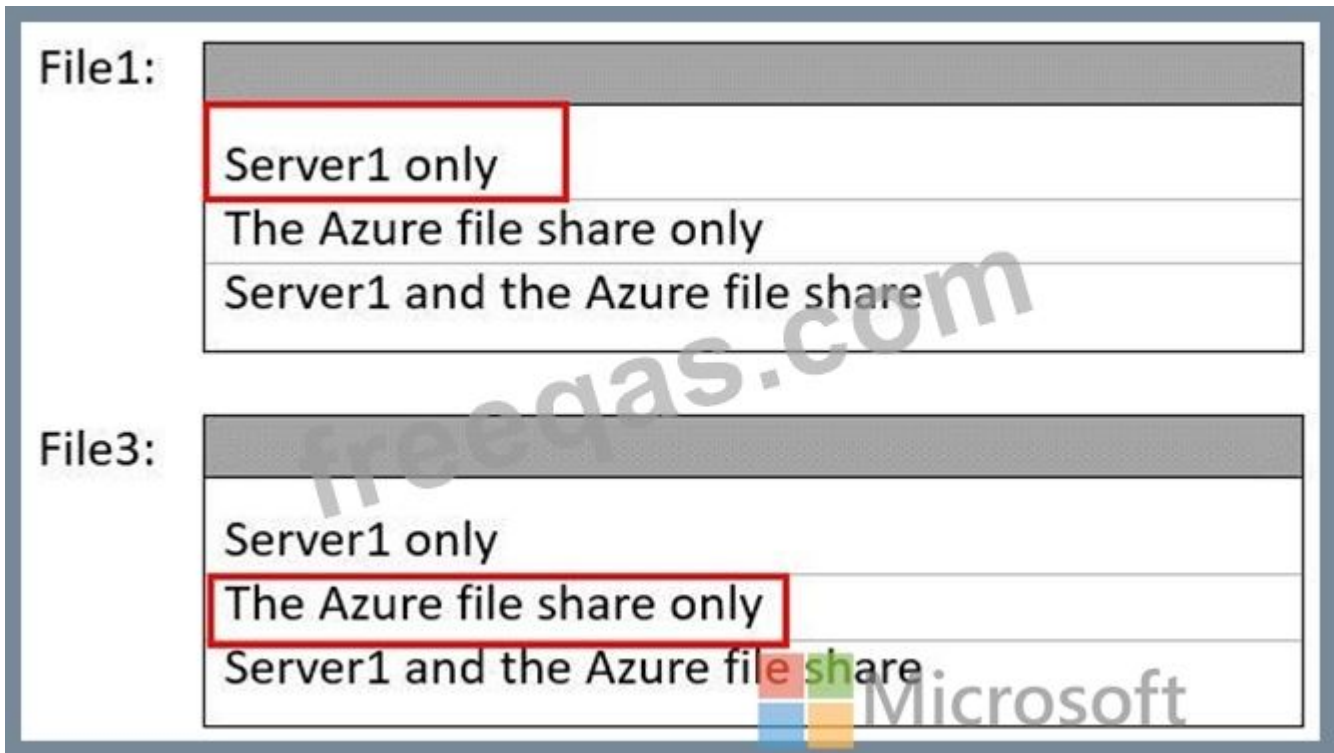 File1:
Server1 only
The Azure file share only
Server1 and the Azure file share
freeqas.com
File3:
Server1 only
The Azure file share only
Server1 and the Azure file share
Microsoft